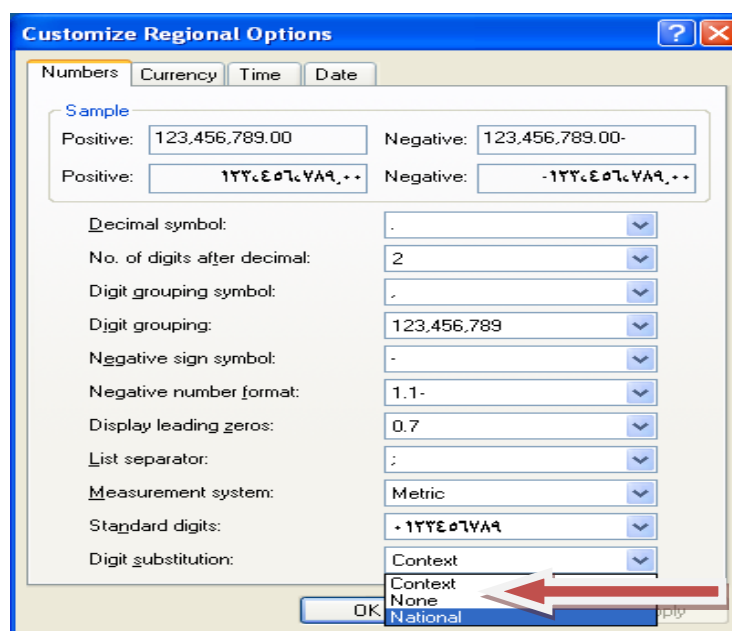 Customize Regional Options
Numbers Currency Time Date
Sample
Positive: 123,456,789.00 Negative: 123,456,789.00-
Positive: ١٢٣،٤٥٦،٧٨٩٫٠٠ Negative: -١٢٣،٤٥٦،٧٨٩٫٠٠
Decimal symbol: .
No. of digits after decimal: 2
Digit grouping symbol: ,
Digit grouping: 123,456,789
Negative sign symbol: -
Negative number format: 1.1-
Display leading zeros: 0.7
List separator: ;
Measurement system: Metric
Standard digits: ٠١٢٣٤٥٦٧٨٩
Digit substitution: Context
Context
None
OK National